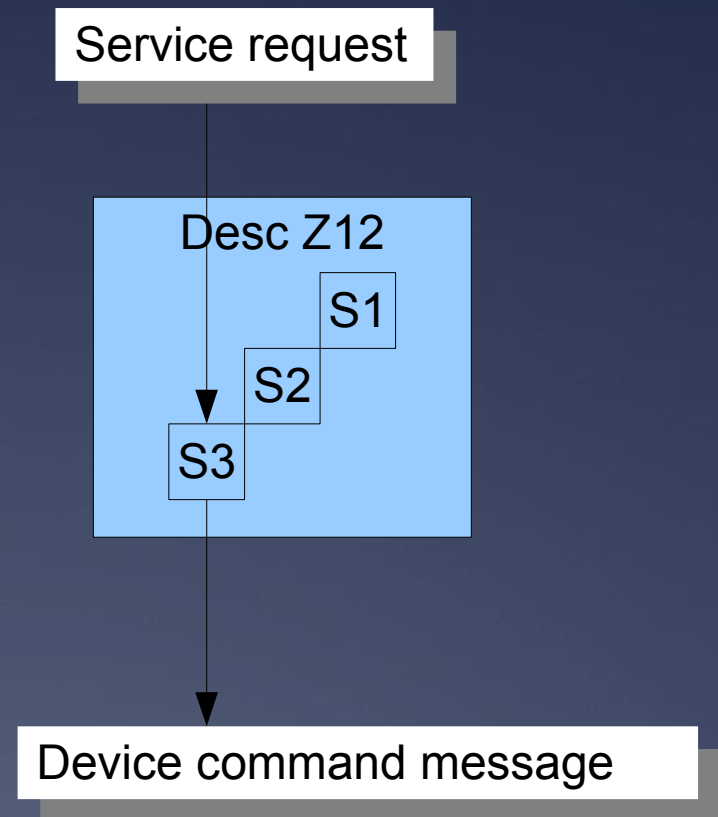 Service request
Desc Z12
S1
S2
S3
Device command message